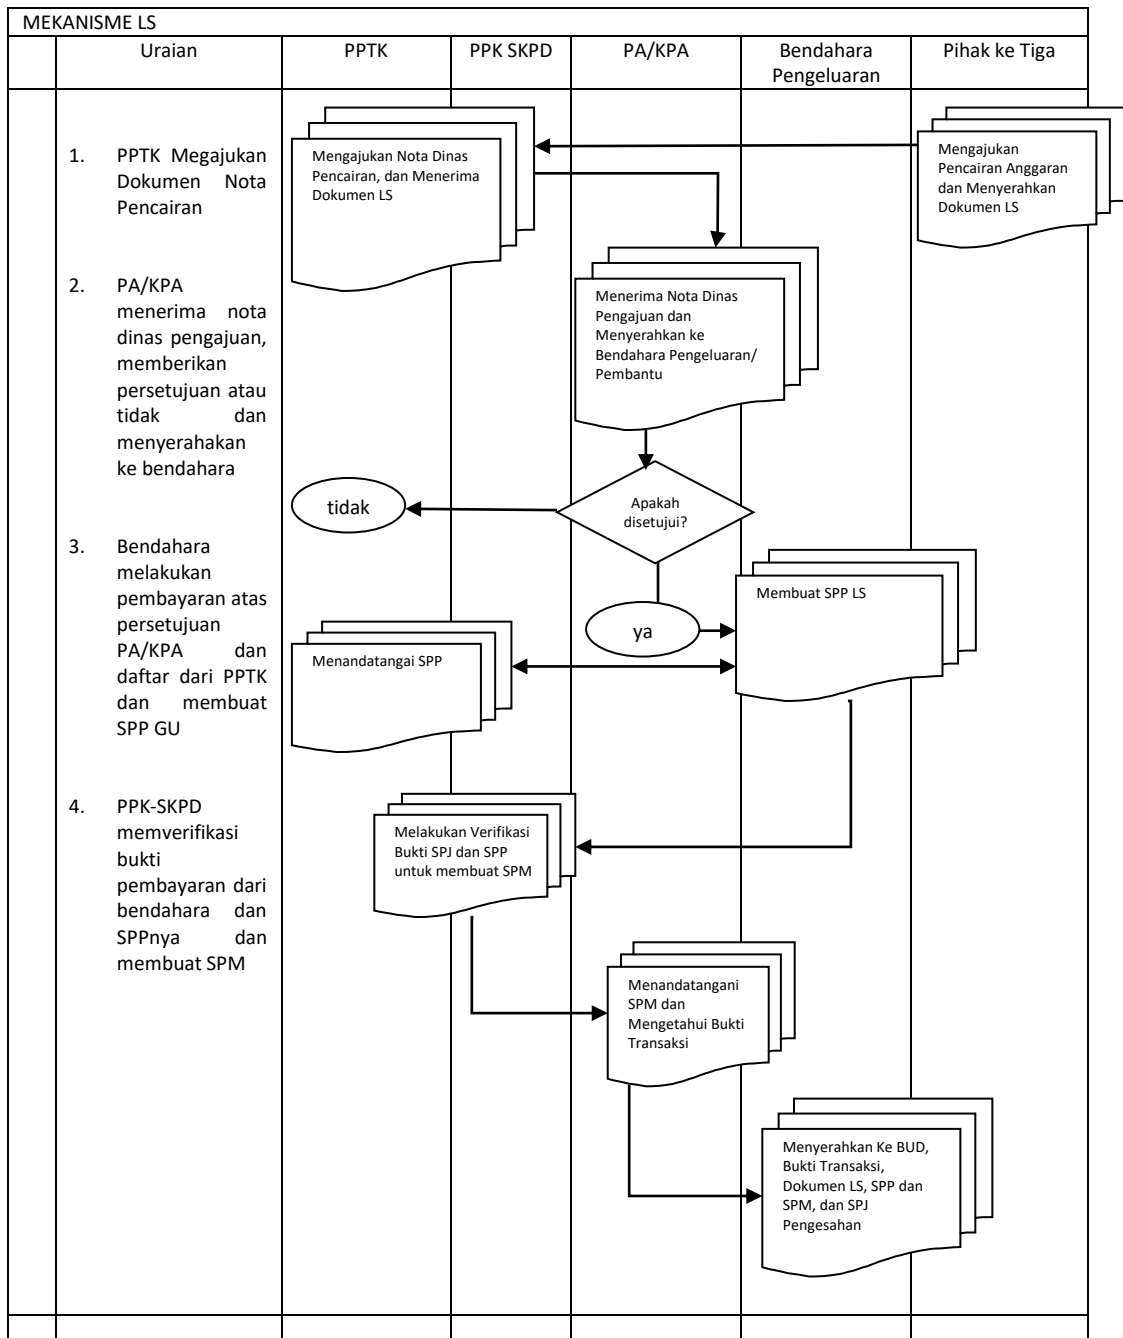 MEKANISME LS
Uraian
PPTK
PPK SKPD
PA/KPA
Bendahara
Pengeluaran
Pihak ke Tiga
1. PPTK Megajukan
Dokumen Nota
Pencairan
2. PA/KPA
menerima nota
dinas pengajuan,
memberikan
persetujuan atau
tidak dan
menyerahakan
ke bendahara
3. Bendahara
melakukan
pembayaran atas
persetujuan
PA/KPA dan
daftar dari PPTK
dan membuat
SPP GU
4. PPK-SKPD
memverifikasi
bukti
pembayaran dari
bendahara dan
SPPnya dan
membuat SPM
Mengajukan Nota Dinas
Pencairan, dan Menerima
Dokumen LS
Mengajukan
Pencairan Anggaran
dan Menyerahkan
Dokumen LS
Menerima Nota Dinas
Pengajuan dan
Menyerahkan ke
Bendahara Pengeluaran/
Pembantu
tidak
Apakah
disetujui?
ya
Membuat SPP LS
Menandatangai SPP
Melakukan Verifikasi
Bukti SPJ dan SPP
untuk membuat SPM
Menandatangani
SPM dan
Mengetahui Bukti
Transaksi
Menyerahkan Ke BUD,
Bukti Transaksi,
Dokumen LS, SPP dan
SPM, dan SPJ
Pengesahan